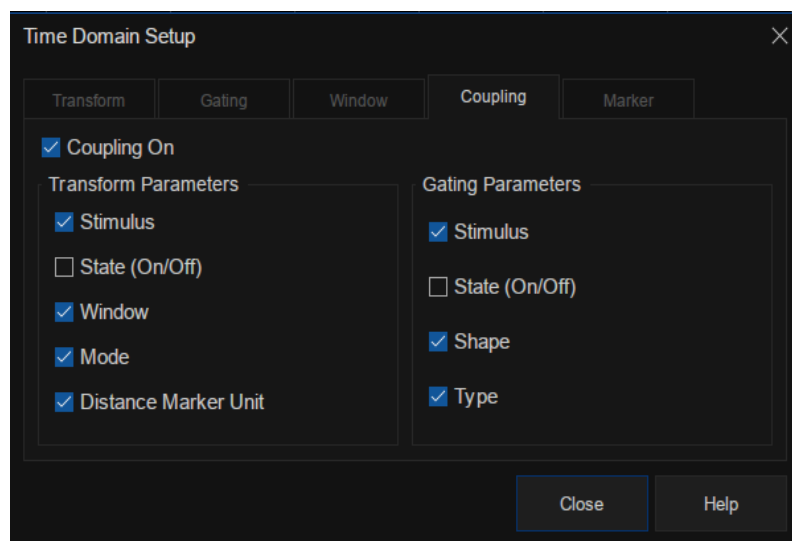 Time Domain Setup
Transform Gating Window Coupling Marker
Coupling On
Transform Parameters
Stimulus
State (On/Off)
Window
Mode
Distance Marker Unit
Gating Parameters
Stimulus
State (On/Off)
Shape
Type
Close Help